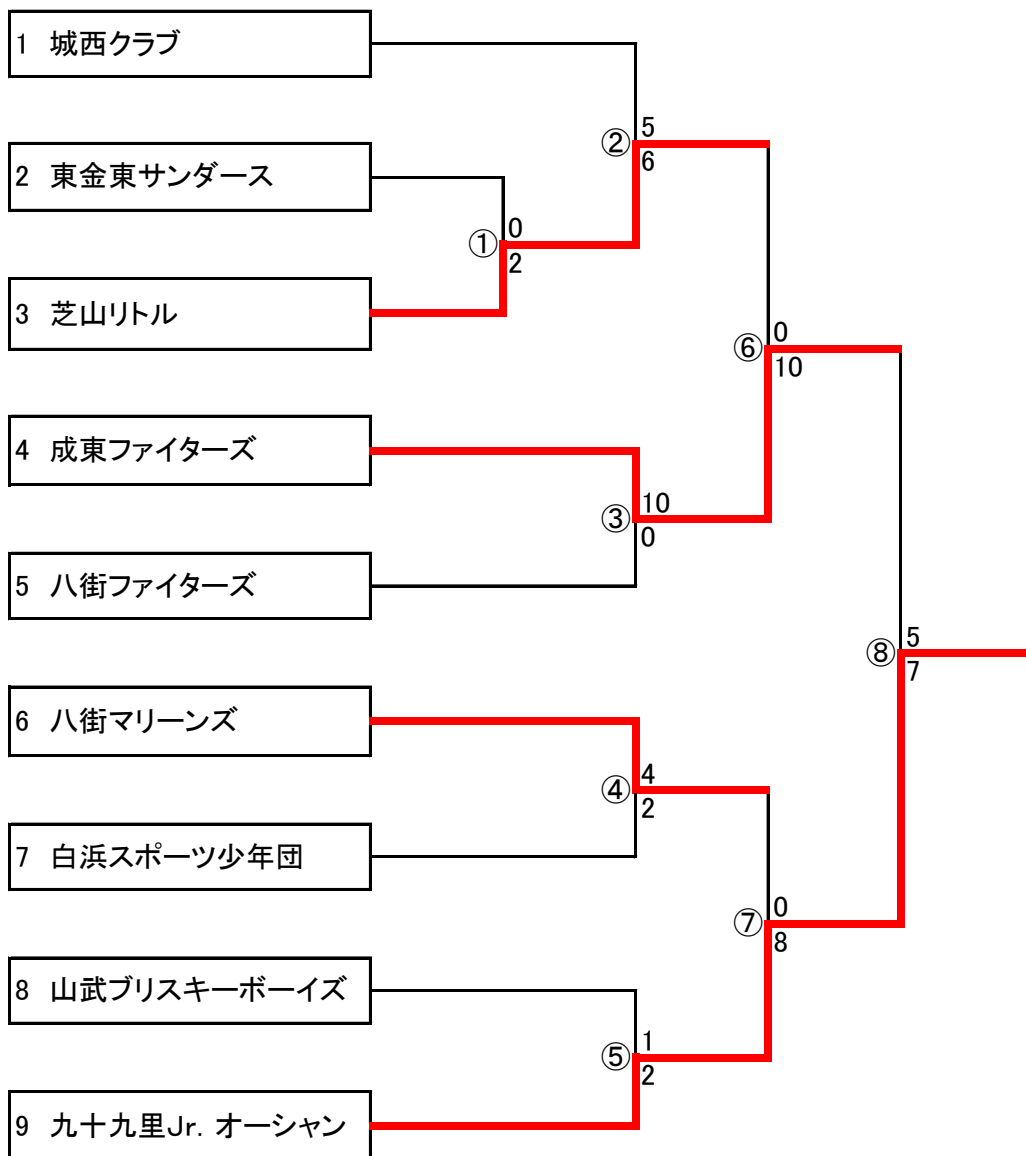 1 城西クラブ
5
②
6
2 東金東サンダース
0
①
2
3 芝山リトル
0
⑥
10
4 成東ファイターズ
10
③
0
5 八街ファイターズ
5
⑧
7
6 八街マリーンズ
4
④
2
7 白浜スポーツ少年団
0
⑦
8
8 山武ブリスキーボーイズ
1
⑤
2
9 九十九里Jr. オーシャン